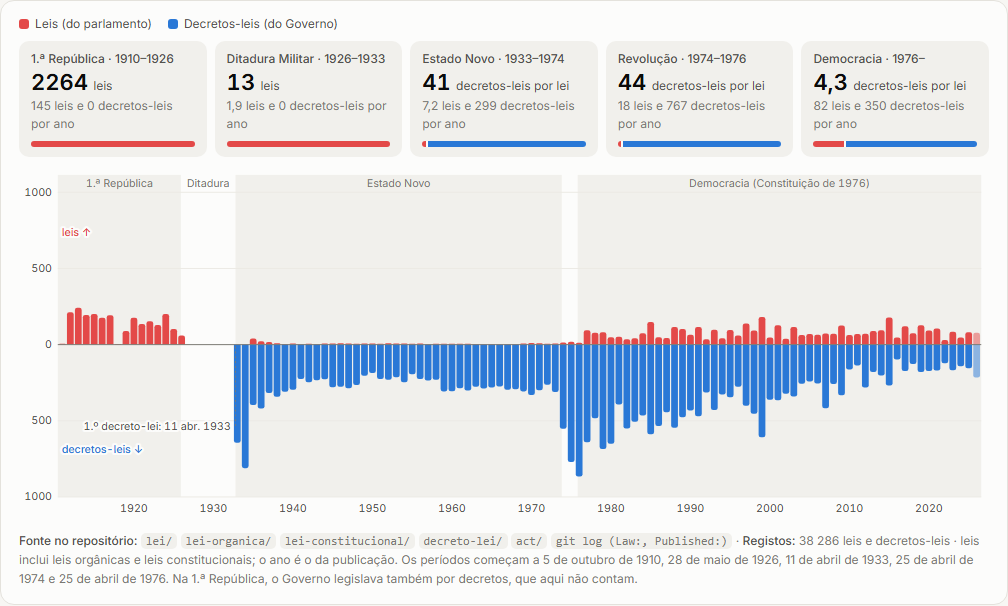 Leis (do parlamento) Decretos-leis (do Governo)
1.ª República · 1910–1926
2264 leis
145 leis e 0 decretos-leis
por ano
Ditadura Militar · 1926–1933
13 leis
1,9 leis e 0 decretos-leis por
ano
Estado Novo · 1933–1974
41 decretos-leis por lei
7,2 leis e 299 decretos-leis
por ano
Revolução · 1974–1976
44 decretos-leis por lei
18 leis e 767 decretos-leis
por ano
Democracia · 1976–
4,3 decretos-leis por lei
82 leis e 350 decretos-leis
por ano
1.ª República Ditadura Estado Novo Democracia (Constituição de 1976)
1000
leis ↑
500
0
500
1.º decreto-lei: 11 abr. 1933
decretos-leis ↓
1000
1920 1930 1940 1950 1960 1970 1980 1990 2000 2010 2020
Fonte no repositório: lei/ lei-organica/ lei-constitucional/ decreto-lei/ act/ git log (Law:, Published:) · Registos: 38 286 leis e decretos-leis · leis
inclui leis orgânicas e leis constitucionais; o ano é o da publicação. Os períodos começam a 5 de outubro de 1910, 28 de maio de 1926, 11 de abril de 1933, 25 de abril de
1974 e 25 de abril de 1976. Na 1.ª República, o Governo legislava também por decretos, que aqui não contam.